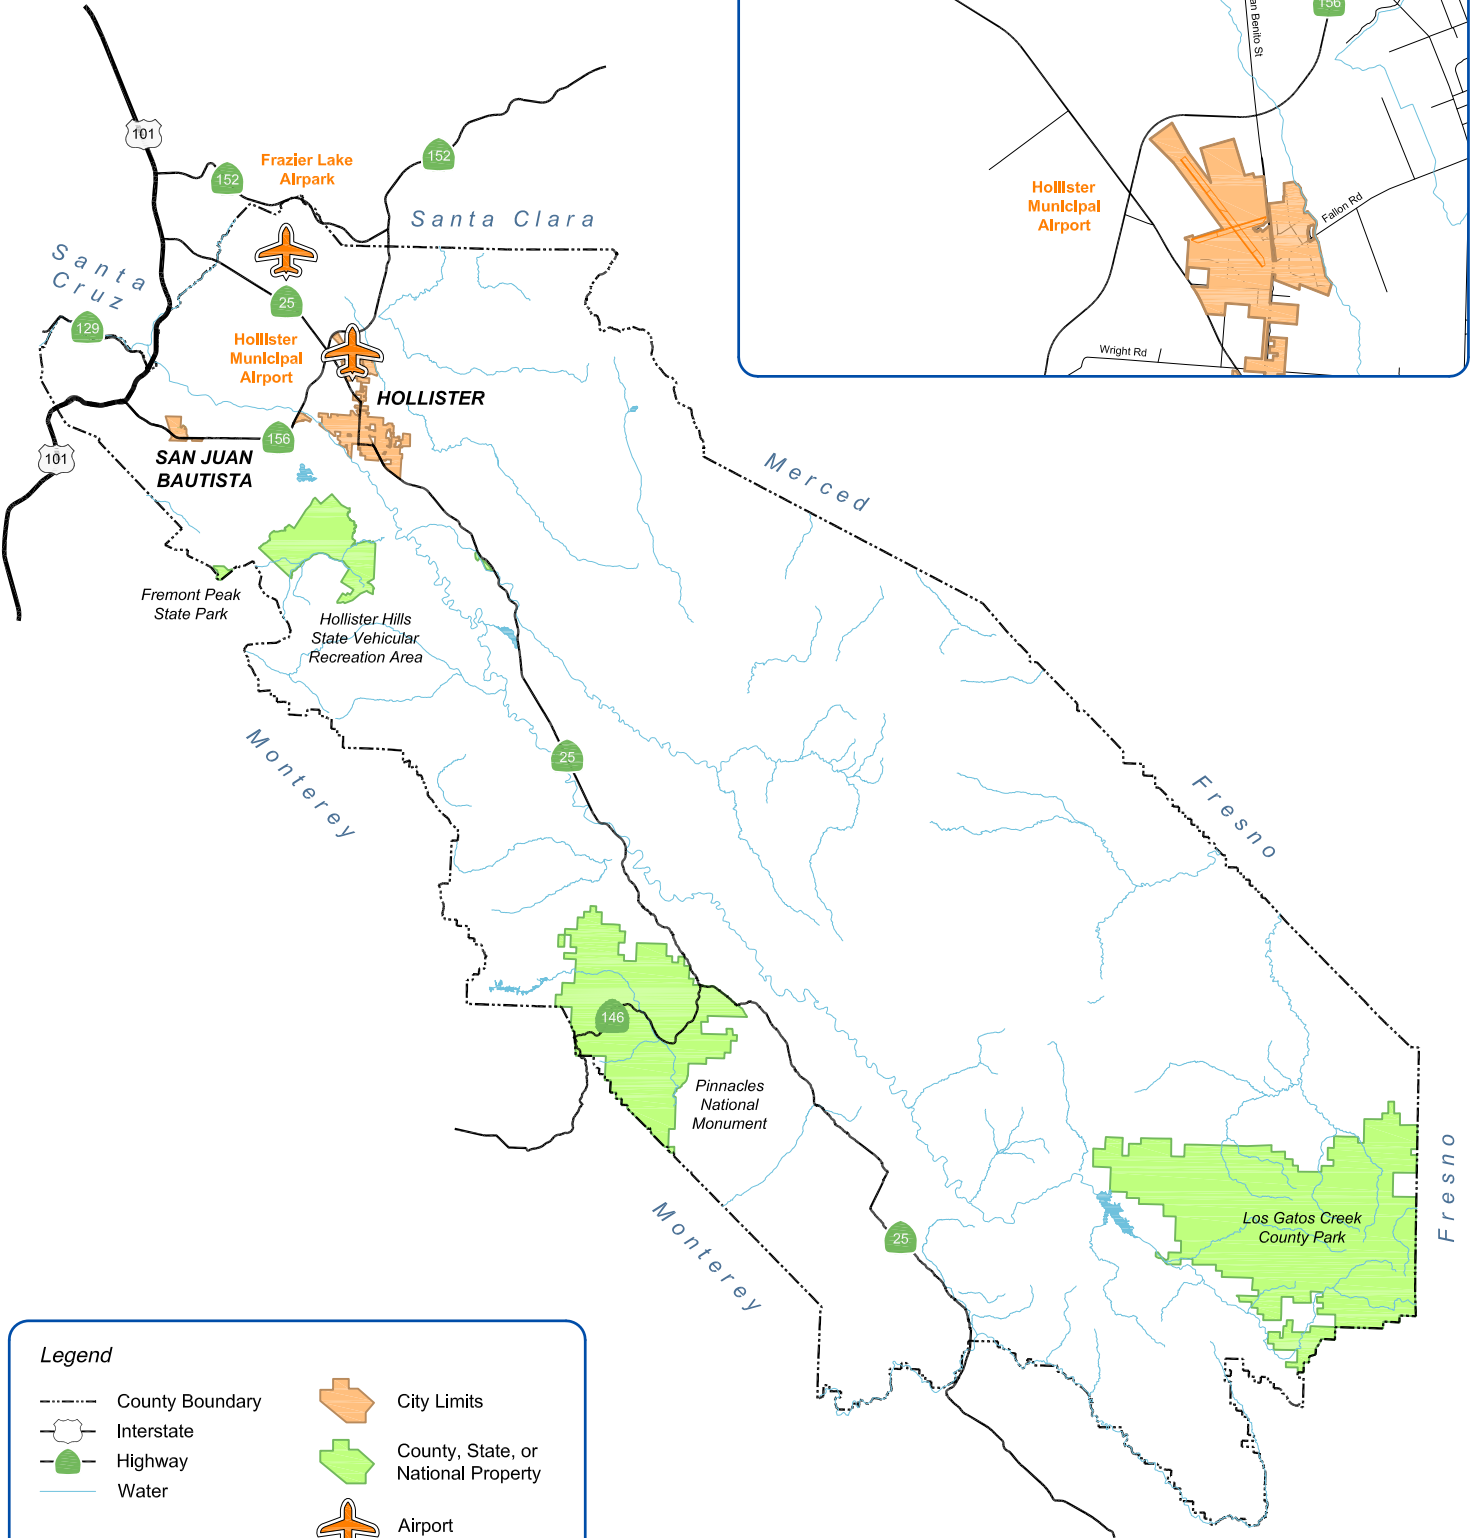 156
an Benito St
Hollister
Municipal
Airport
Fallon Rd
Wright Rd
101
152
Frazier Lake
Airpark
152
Santa Clara
Santa
Cruz
25
129
Hollister
Municipal
Airport
HOLLISTER
156
SAN JUAN
BAUTISTA
101
Merced
Fremont Peak
State Park
Hollister Hills
State Vehicular
Recreation Area
Monterey
25
Fresno
146
Pinnacles
National
Monument
Fresno
Los Gatos Creek
County Park
Monterey
25
Legend
County Boundary
Interstate
Highway
Water
City Limits
County, State, or
National Property
Airport